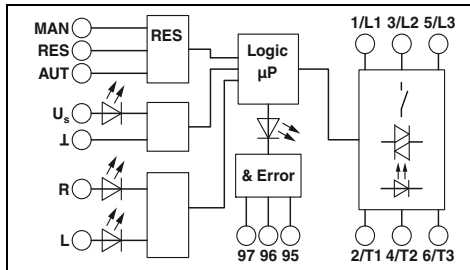 MAN
RES
AUT
RES
Us
⊥
R
L
Logic
µP
& Error
97 96 95
1/L1 3/L2 5/L3
2/T1 4/T2 6/T3